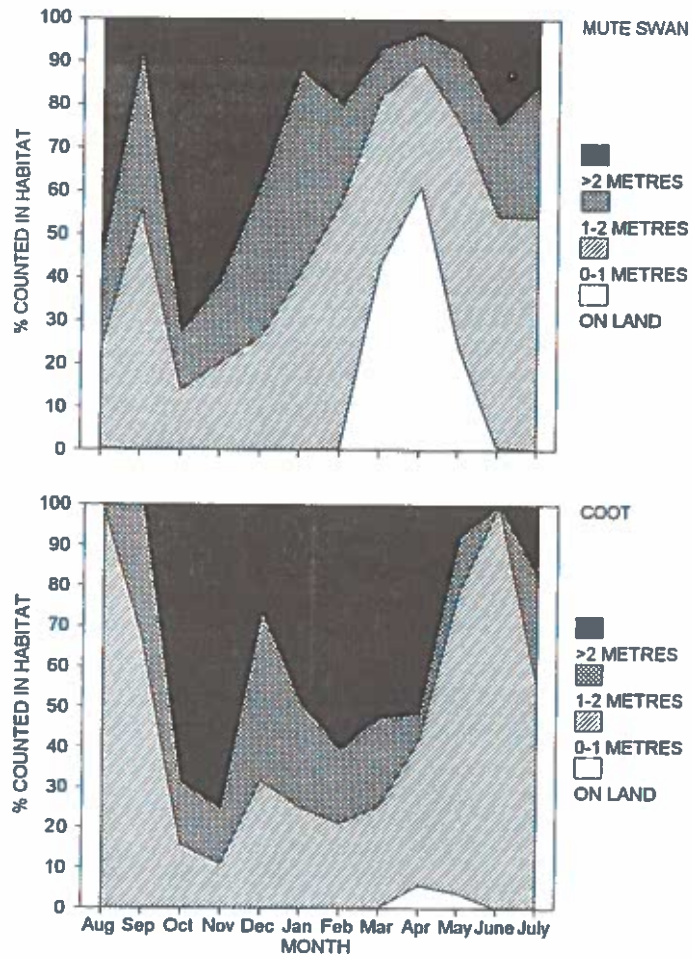 MUTE SWAN
% COUNTED IN HABITAT
100
90
80
70
60
50
40
30
20
10
0
>2 METRES
1-2 METRES
0-1 METRES
ON LAND
COOT
% COUNTED IN HABITAT
100
90
80
70
60
50
40
30
20
10
0
>2 METRES
1-2 METRES
0-1 METRES
ON LAND
Aug Sep Oct Nov Dec Jan Feb Mar Apr May June July
MONTH